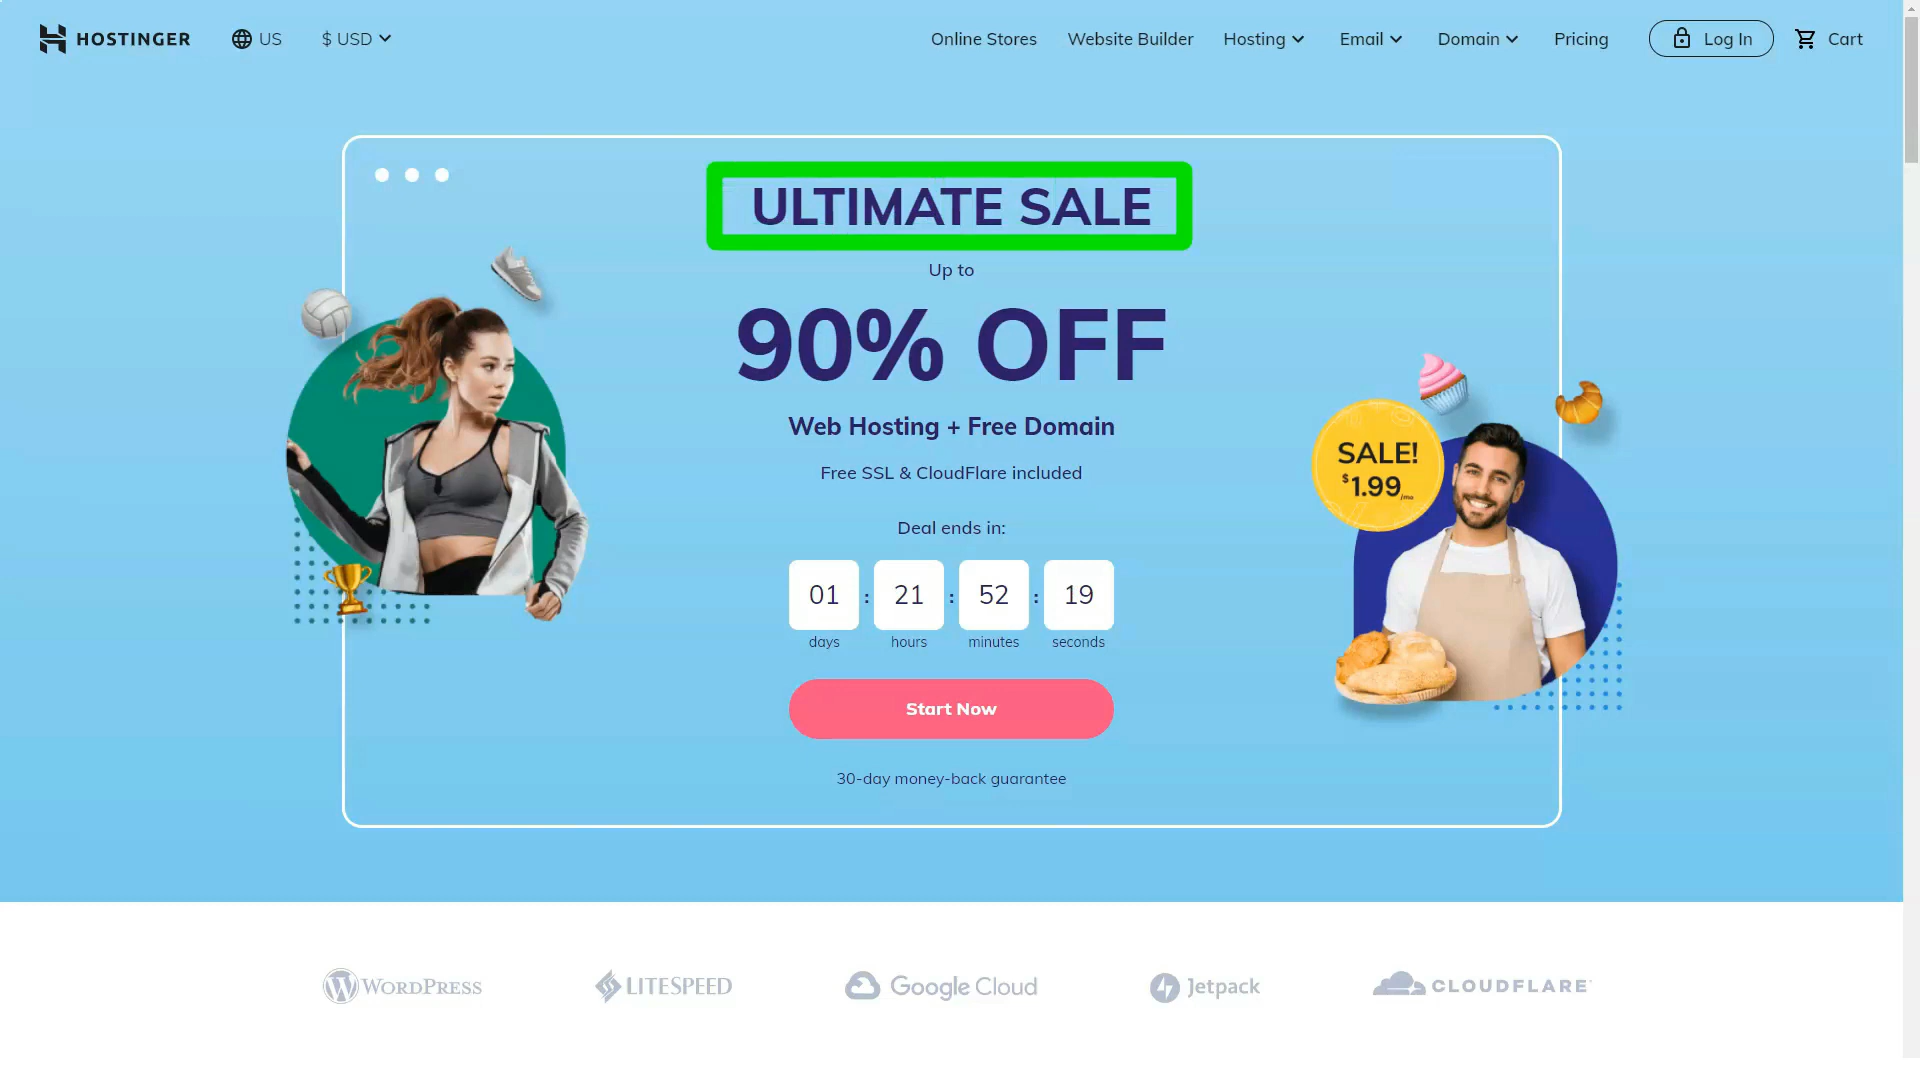 HOSTINGER
US
$ USD
Online Stores
Website Builder
Hosting
Email
Domain
Pricing
Log In
Cart
ULTIMATE SALE
Up to
90% OFF
Web Hosting + Free Domain
Free SSL & CloudFlare included
SALE!
$1.99/mo
Deal ends in:
01 : 21 : 52 : 19
days hours minutes seconds
Start Now
30-day money-back guarantee
WORDPRESS
LITESPEED
Google Cloud
Jetpack
CLOUDFLARE